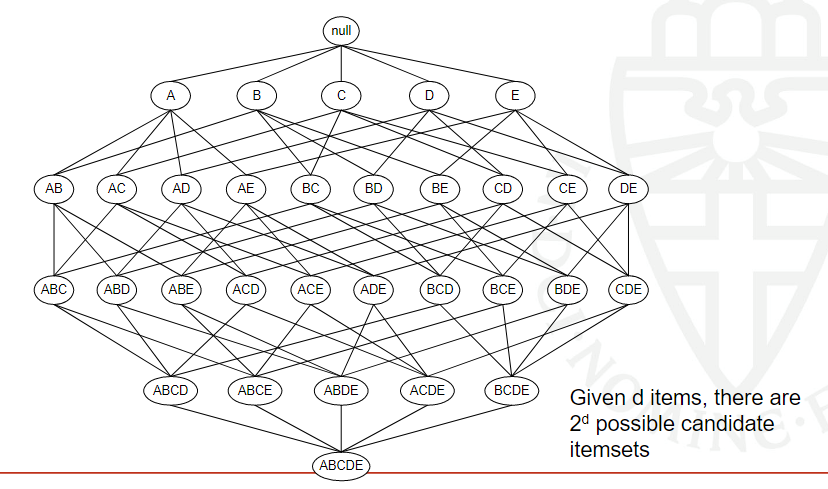 null
A B C D E
AB AC AD AE BC BD BE CD CE DE
ABC ABD ABE ACD ACE ADE BCD BCE BDE CDE
ABCD ABCE ABDE ACDE BCDE
Given d items, there are
2ᵈ possible candidate
itemsets
ABCDE
NOMINE